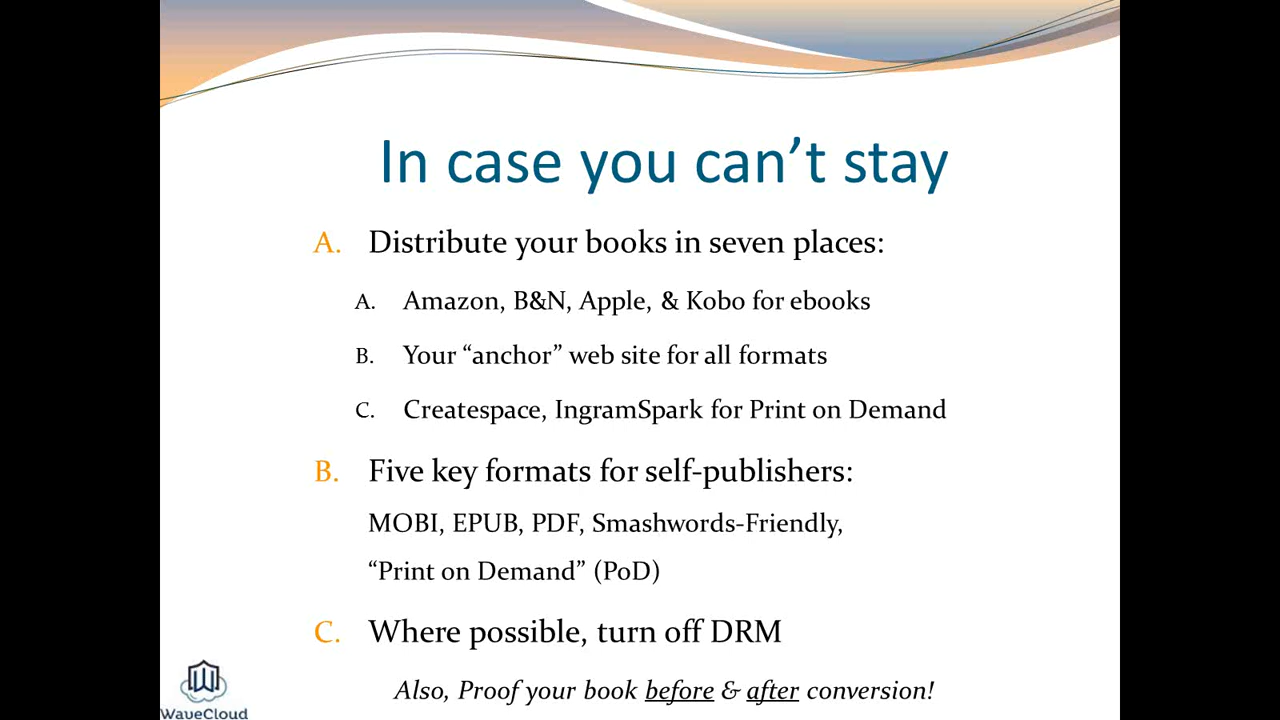 In case you can’t stay
A. Distribute your books in seven places:
A. Amazon, B&N, Apple, & Kobo for ebooks
B. Your “anchor” web site for all formats
C. Createspace, IngramSpark for Print on Demand
B. Five key formats for self-publishers:
MOBI, EPUB, PDF, Smashwords-Friendly,
“Print on Demand” (PoD)
C. Where possible, turn off DRM
Also, Proof your book before & after conversion!
WaveCloud